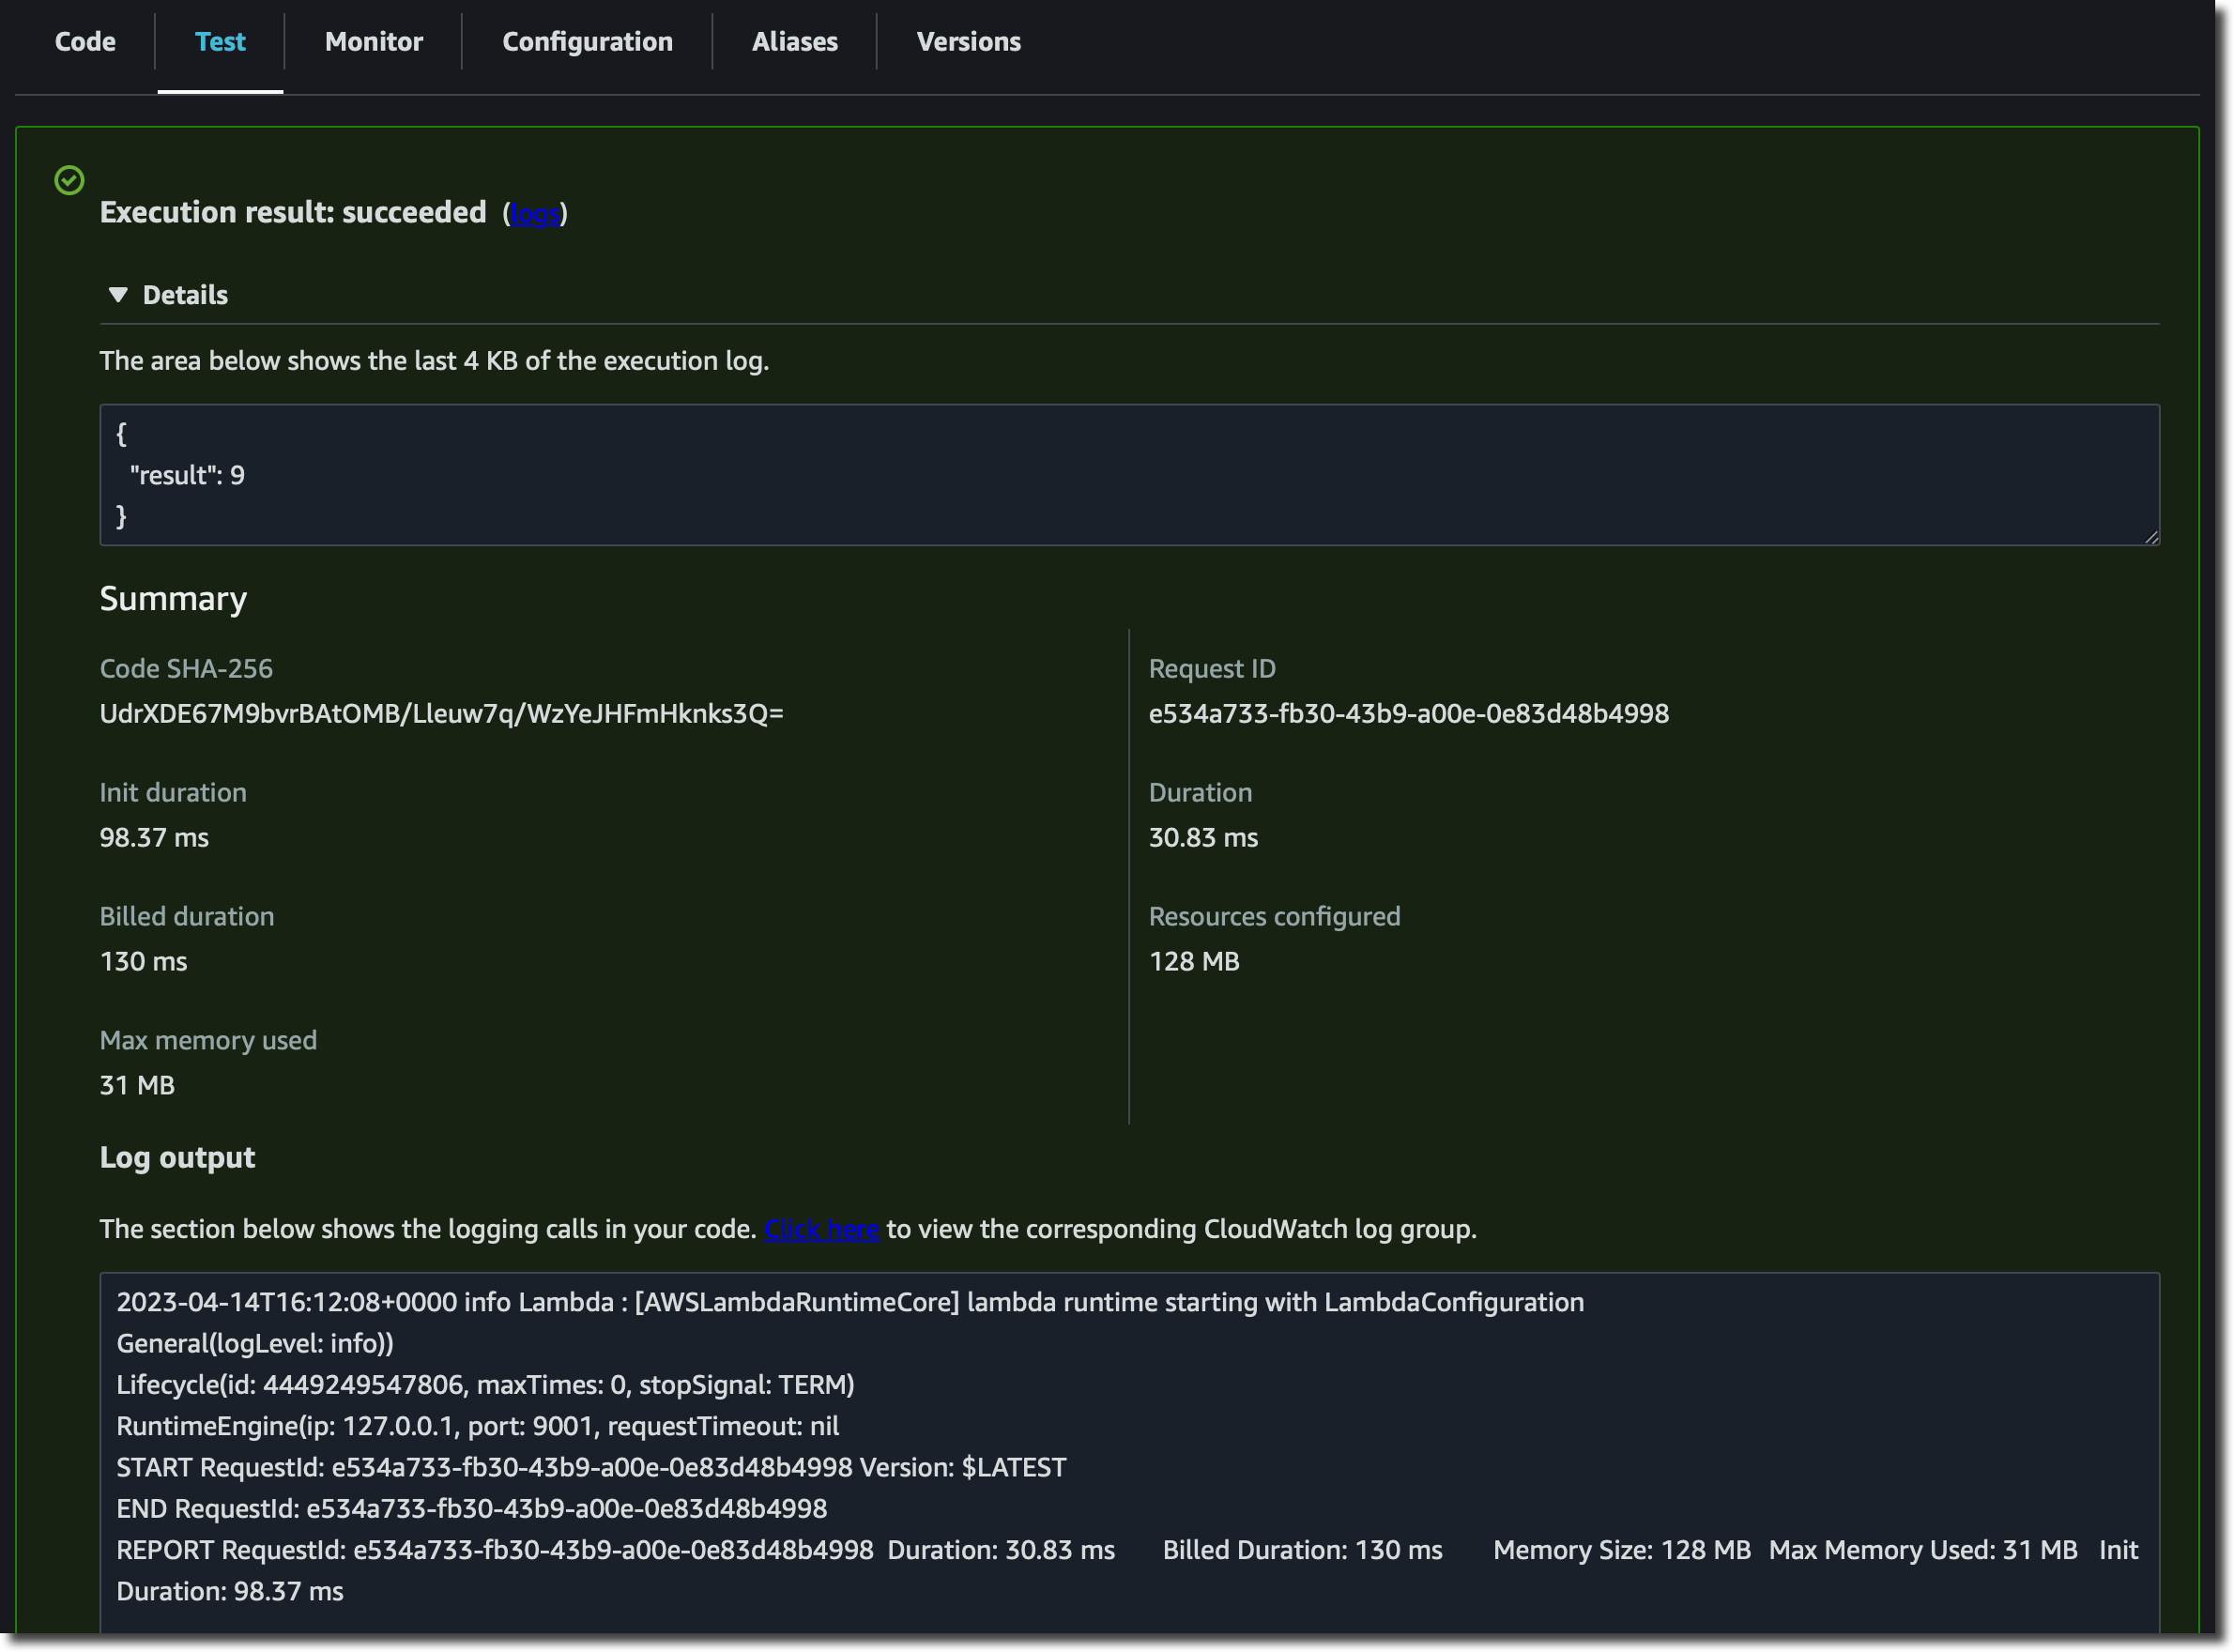 Code Test Monitor Configuration Aliases Versions
Execution result: succeeded (logs)
Details
The area below shows the last 4 KB of the execution log.
{
"result": 9
}
Summary
Code SHA-256
UdrXDE67M9bvrBAtOMB/Lleuw7q/WzYeJHFmHknks3Q=
Request ID
e534a733-fb30-43b9-a00e-0e83d48b4998
Init duration
98.37 ms
Duration
30.83 ms
Billed duration
130 ms
Resources configured
128 MB
Max memory used
31 MB
Log output
The section below shows the logging calls in your code. Click here to view the corresponding CloudWatch log group.
2023-04-14T16:12:08+0000 info Lambda : [AWSLambdaRuntimeCore] lambda runtime starting with LambdaConfiguration
General(logLevel: info))
Lifecycle(id: 4449249547806, maxTimes: 0, stopSignal: TERM)
RuntimeEngine(ip: 127.0.0.1, port: 9001, requestTimeout: nil
START RequestId: e534a733-fb30-43b9-a00e-0e83d48b4998 Version: $LATEST
END RequestId: e534a733-fb30-43b9-a00e-0e83d48b4998
REPORT RequestId: e534a733-fb30-43b9-a00e-0e83d48b4998 Duration: 30.83 ms Billed Duration: 130 ms Memory Size: 128 MB Max Memory Used: 31 MB Init
Duration: 98.37 ms